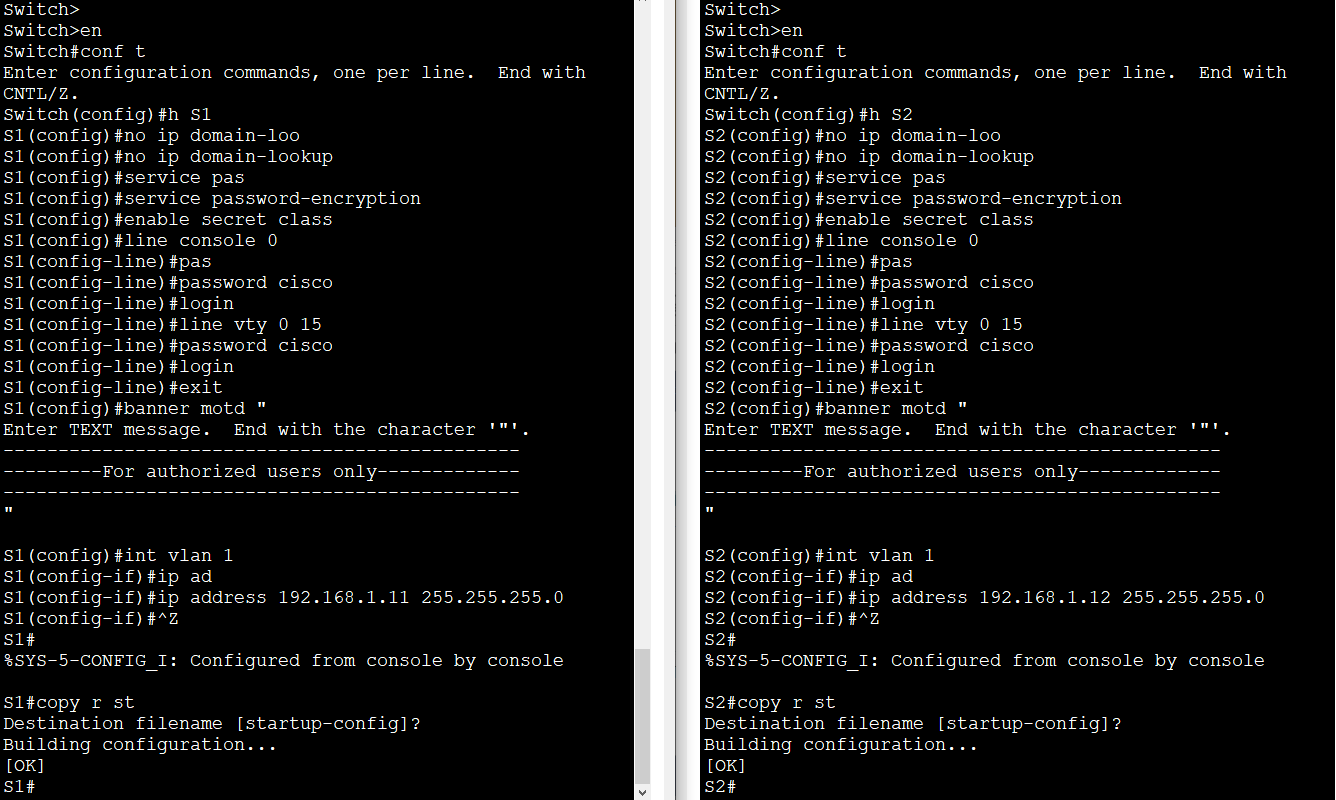 Switch>
Switch>en
Switch#conf t
Enter configuration commands, one per line.  End with
CNTL/Z.
Switch(config)#h S1
S1(config)#no ip domain-loo
S1(config)#no ip domain-lookup
S1(config)#service pas
S1(config)#service password-encryption
S1(config)#enable secret class
S1(config)#line console 0
S1(config-line)#pas
S1(config-line)#password cisco
S1(config-line)#login
S1(config-line)#line vty 0 15
S1(config-line)#password cisco
S1(config-line)#login
S1(config-line)#exit
S1(config)#banner motd "
Enter TEXT message.  End with the character '"'.
-----------------------------------------------
---------For authorized users only-------------
-----------------------------------------------
"
S1(config)#int vlan 1
S1(config-if)#ip ad
S1(config-if)#ip address 192.168.1.11 255.255.255.0
S1(config-if)#^Z
S1#
%SYS-5-CONFIG_I: Configured from console by console
S1#copy r st
Destination filename [startup-config]?
Building configuration...
[OK]
S1#
Switch>
Switch>en
Switch#conf t
Enter configuration commands, one per line.  End with
CNTL/Z.
Switch(config)#h S2
S2(config)#no ip domain-loo
S2(config)#no ip domain-lookup
S2(config)#service pas
S2(config)#service password-encryption
S2(config)#enable secret class
S2(config)#line console 0
S2(config-line)#pas
S2(config-line)#password cisco
S2(config-line)#login
S2(config-line)#line vty 0 15
S2(config-line)#password cisco
S2(config-line)#login
S2(config-line)#exit
S2(config)#banner motd "
Enter TEXT message.  End with the character '"'.
-----------------------------------------------
---------For authorized users only-------------
-----------------------------------------------
"
S2(config)#int vlan 1
S2(config-if)#ip ad
S2(config-if)#ip address 192.168.1.12 255.255.255.0
S2(config-if)#^Z
S2#
%SYS-5-CONFIG_I: Configured from console by console
S2#copy r st
Destination filename [startup-config]?
Building configuration...
[OK]
S2#